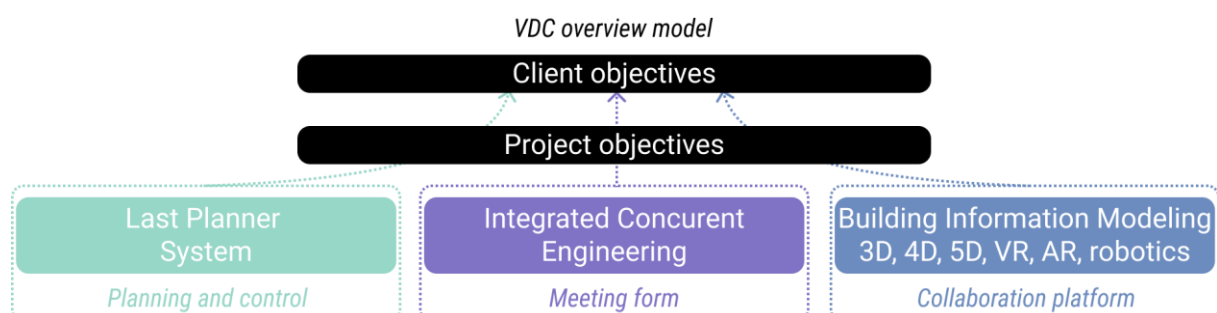 VDC overview model
Client objectives
Project objectives
Last Planner
System
Planning and control
Integrated Concurent
Engineering
Meeting form
Building Information Modeling
3D, 4D, 5D, VR, AR, robotics
Collaboration platform